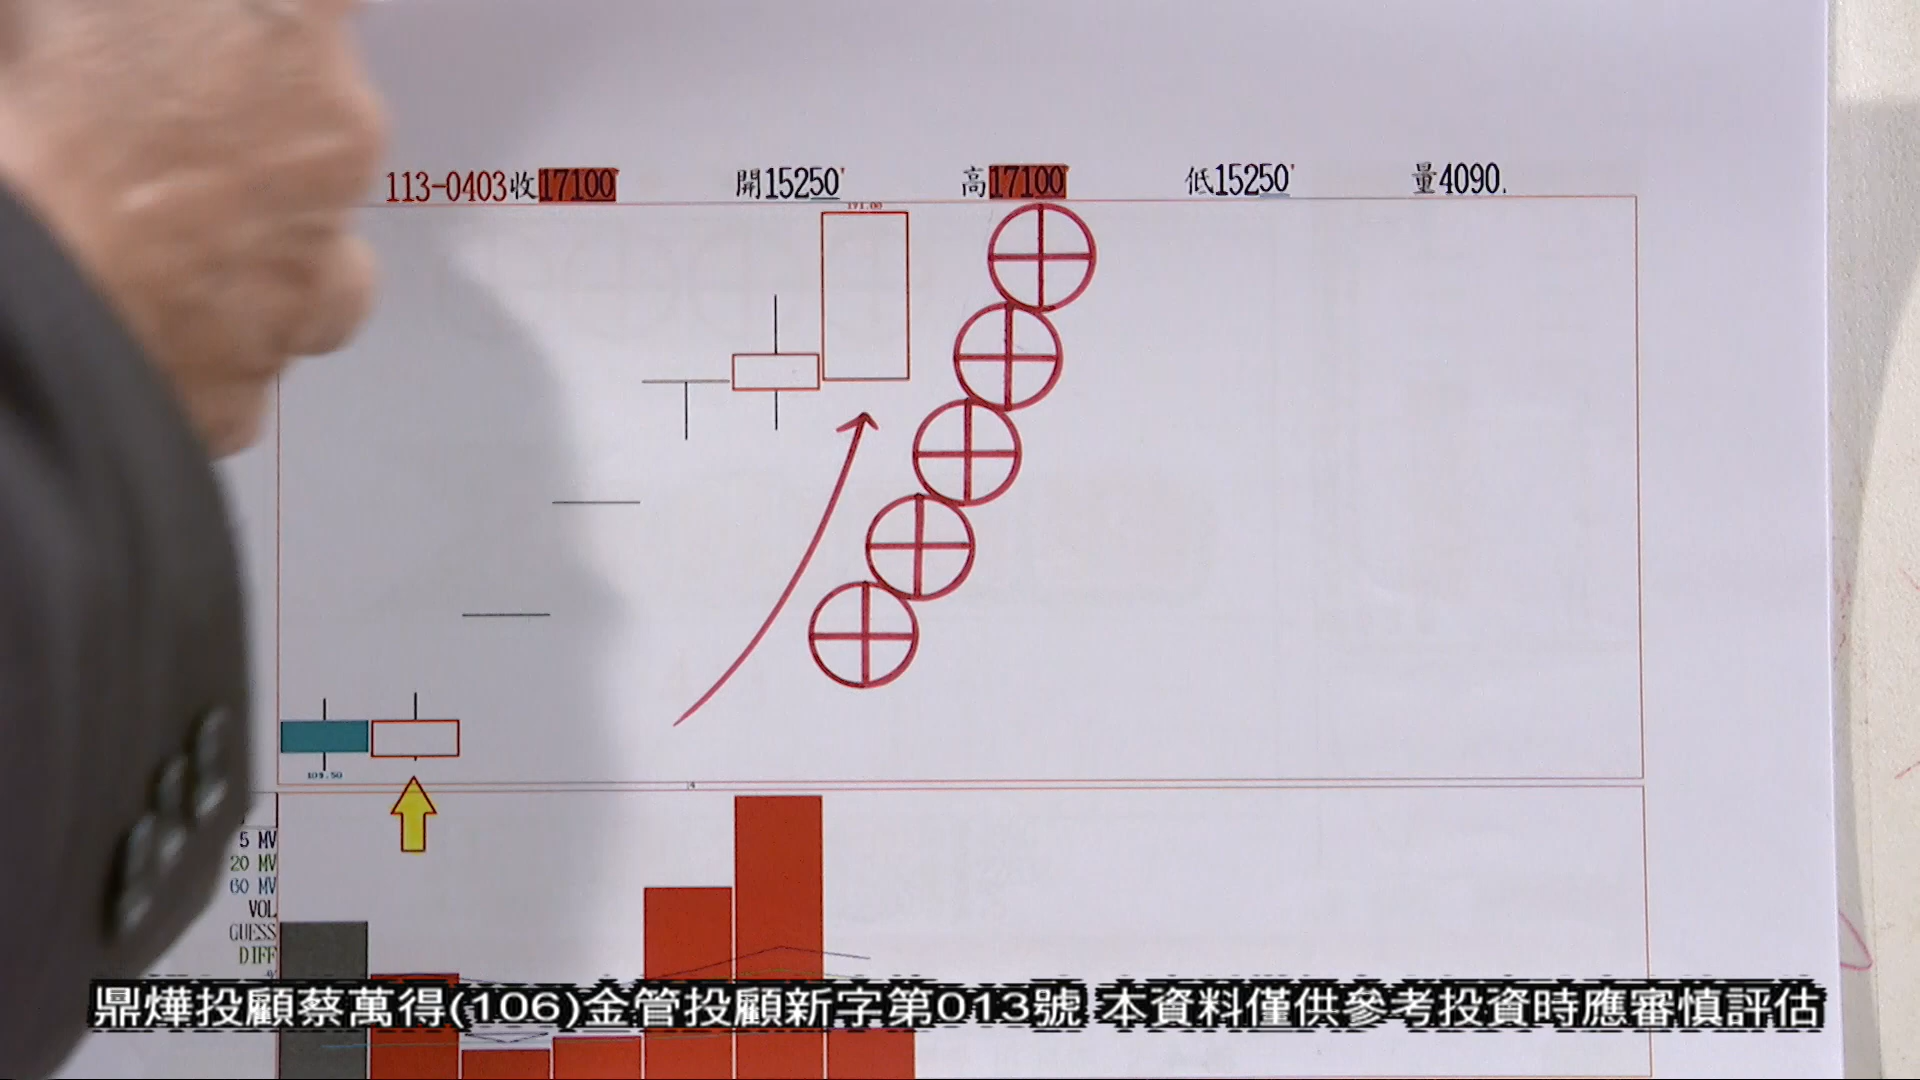 113-0403收17100 開15250 高17100 低15250 量4090.
171.00
109.50
5 MV
20 MV
60 MV
VOL
GUESS
DIFF
鼎燁投顧蔡萬得(106)金管投顧新字第013號 本資料僅供參考投資時應審慎評估